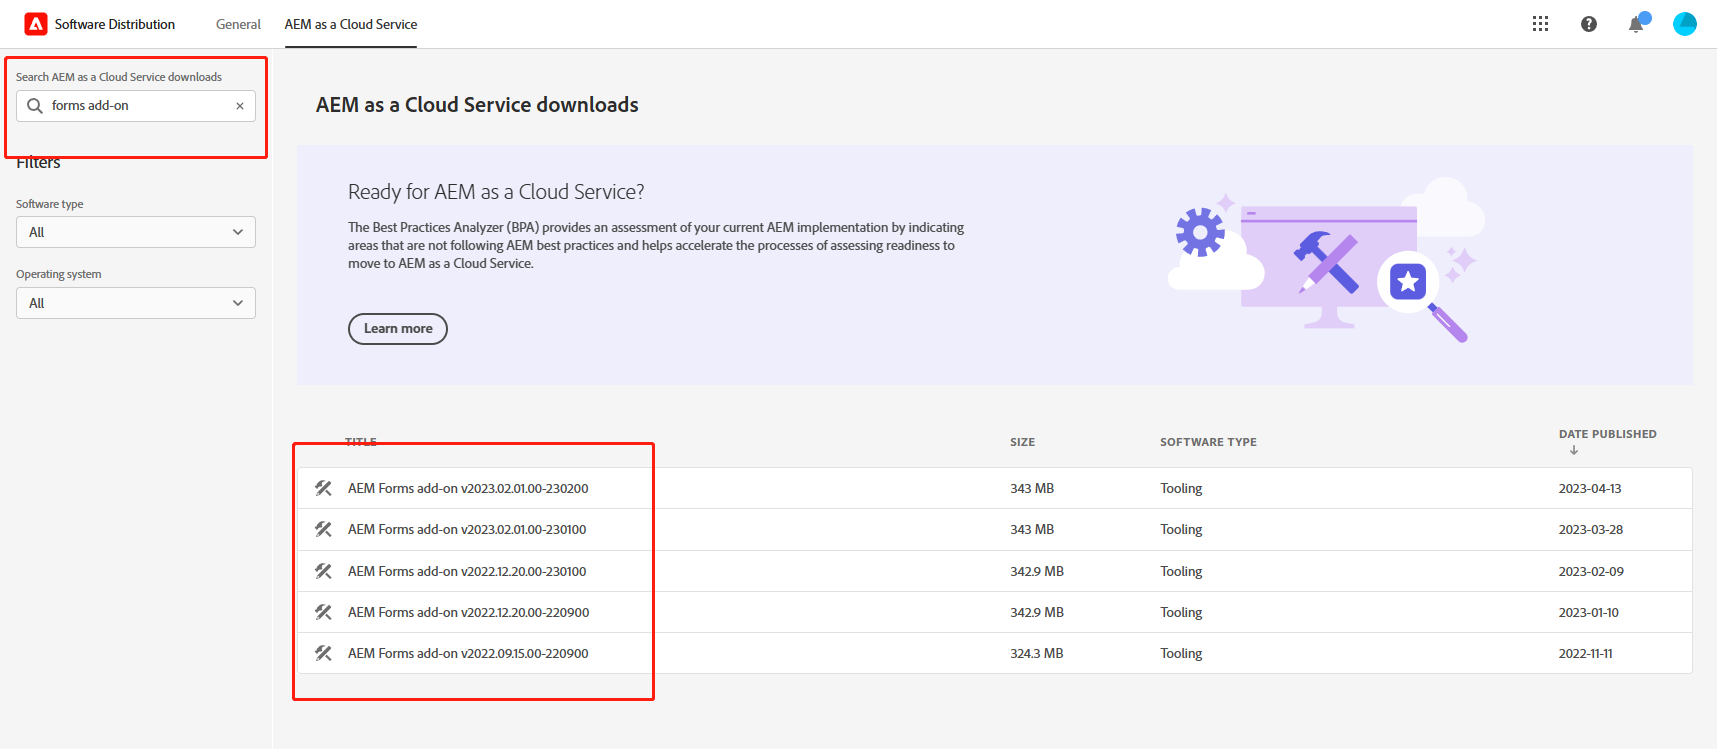 Software Distribution
General
AEM as a Cloud Service
Search AEM as a Cloud Service downloads
forms add-on
Filters
Software type
All
Operating system
All
AEM as a Cloud Service downloads
Ready for AEM as a Cloud Service?
The Best Practices Analyzer (BPA) provides an assessment of your current AEM implementation by indicating
areas that are not following AEM best practices and helps accelerate the processes of assessing readiness to
move to AEM as a Cloud Service.
Learn more
TITLE SIZE SOFTWARE TYPE DATE PUBLISHED
AEM Forms add-on v2023.02.01.00-230200 343 MB Tooling 2023-04-13
AEM Forms add-on v2023.02.01.00-230100 343 MB Tooling 2023-03-28
AEM Forms add-on v2022.12.20.00-230100 342.9 MB Tooling 2023-02-09
AEM Forms add-on v2022.12.20.00-220900 342.9 MB Tooling 2023-01-10
AEM Forms add-on v2022.09.15.00-220900 324.3 MB Tooling 2022-11-11